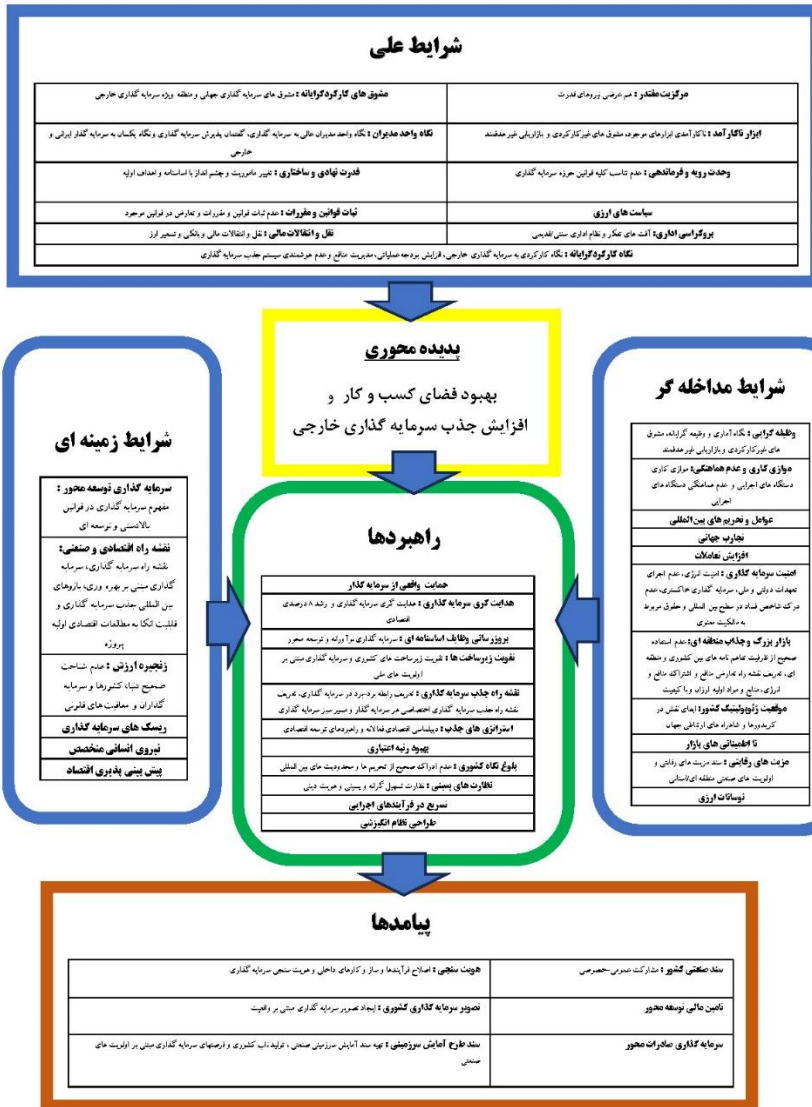 شرایط علی
مرکزیت مقتدر : هم عرضی نیروهای قدرت
مشوق های کارکردگرایانه : مشوق های سرمایه گذاری جهشی و منطقه ویژه سرمایه گذاری خارجی
ابزار ناکارآمد : ناکارآمدی ابزارهای موجود، مشوق های غیرکارکردی و بازاریابی غیر هدفمند
نگاه واحد مدیران : نگاه واحد مدیران عالی به سرمایه گذاری، گفتمان پذیرش سرمایه گذاری و نگاه یکسان به سرمایه گذار ایرانی و
خارجی
وحدت رویه و فرماندهی : عدم تناسب کلیه قوانین حوزه سرمایه گذاری
قدرت نهادی و ساختاری : تغییر ماموریت و چشم انداز یا اساسنامه و اهداف اولیه
سیاست های ارزی
ثبات قوانین و مقررات : عدم ثبات قوانین و مقررات و تعارض در قوانین موجود
بروکراسی اداری : آفت های تفکر و نظام اداری سنتی/قدیمی
نقل و انتقالات مالی : نقل و انتقالات مالی و بانکی و تسعیر ارز
نگاه کارکردگرایانه : نگاه کارکردی به سرمایه گذاری خارجی، افزایش بودجه عملیاتی، مدیریت منافع و عدم هوشمندی سیستم جذب سرمایه گذاری
پدیده محوری
بهبود فضای کسب و کار و
افزایش جذب سرمایه گذاری خارجی
شرایط مداخله گر
وظیفه گرایی : نگاه آماری و وظیفه گرایانه، مشوق
های غیرکارکردی و بازاریابی غیر هدفمند
موازی کاری و عدم هماهنگی: موازی کاری
دستگاه های اجرایی و عدم هماهنگی دستگاه های
اجرایی
عوامل و تحریم های بین المللی
تجارب جهانی
افزایش تعاملات
امنیت سرمایه گذاری : امنیت انرژی، عدم اجرای
تعهدات دولتی و ملی، سرمایه گذاری خاکستری، عدم
درک شاخص فساد در سطح بین المللی و حقوق مربوط
به مالکیت معنوی
بازار بزرگ و جذاب منطقه ای: عدم استفاده
صحیح از ظرفیت تفاهم نامه های بین کشوری و منطقه
ای، تعریف نقشه راه تعارض منافع و اشتراک منافع و
انرژی، منابع و مواد اولیه ارزان و با کیفیت
موقعیت ژئوپولیتیک کشور: ایفای نقش در
کریدورها و شاهراه های ارتباطی جهان
نا اطمینانی های بازار
مزیت های رقابتی : سند مزیت های رقابتی و
اولویت های صنعتی منطقه ای/استانی
نوسانات ارزی
راهبردها
حمایت واقعی از سرمایه گذار
هدایت گری سرمایه گذاری : هدایت گری سرمایه گذاری و رشد ۸ درصدی
اقتصادی
بروزرسانی وظایف اساسنامه ای : سرمایه گذاری نوآورانه و توسعه محور
تقویت زیرساخت ها : تقویت زیرساخت های کشوری و سرمایه گذاری مبتنی بر
اولویت های ملی
نقشه راه جذب سرمایه گذاری : تعریف رابطه برد-برد در سرمایه گذاری، تعریف
نقشه راه جذب سرمایه گذاری اختصاصی هر سرمایه گذار و مسیر سبز سرمایه گذاری
استراتژی های جذب : دیپلماسی اقتصادی فعالانه و راهبردهای توسعه اقتصادی
بهبود رتبه اعتباری
بلوغ نگاه کشوری : عدم ادراک صحیح از تحریم ها و محدودیت های بین المللی
نظارت های پسینی : نظارت تسهیل گرانه و پسینی و هویت دینی
تسریع در فرآیندهای اجرایی
طراحی نظام انگیزشی
شرایط زمینه ای
سرمایه گذاری توسعه محور :
مفهوم سرمایه گذاری در قوانین
بالادستی و توسعه ای
نقشه راه اقتصادی و صنعتی:
نقشه راه سرمایه گذاری، سرمایه
گذاری مبتنی بر بهره وری، بازوهای
بین المللی جذب سرمایه گذاری و
قابلیت اتکا به مطالعات اقتصادی اولیه
پروژه
زنجیره ارزش : عدم شناخت
صحیح دنیا، کشورها و سرمایه
گذاران و معافیت های قانونی
ریسک های سرمایه گذاری
نیروی انسانی متخصص
پیش بینی پذیری اقتصاد
پیامدها
سند صنعتی کشور : مشارکت عمومی-خصوصی
هویت سنجی : اصلاح فرآیندها و ساز و کارهای داخلی و هویت سنجی سرمایه گذاری
تامین مالی توسعه محور
تصویر سرمایه گذاری کشوری : ایجاد تصویر سرمایه گذاری مبتنی بر واقعیت
سرمایه گذاری صادرات محور
سند طرح آمایش سرزمینی : تهیه سند آمایش سرزمینی صنعتی ، تولید ناب کشوری و فرصتهای سرمایه گذاری مبتنی بر اولویت های
صنعتی